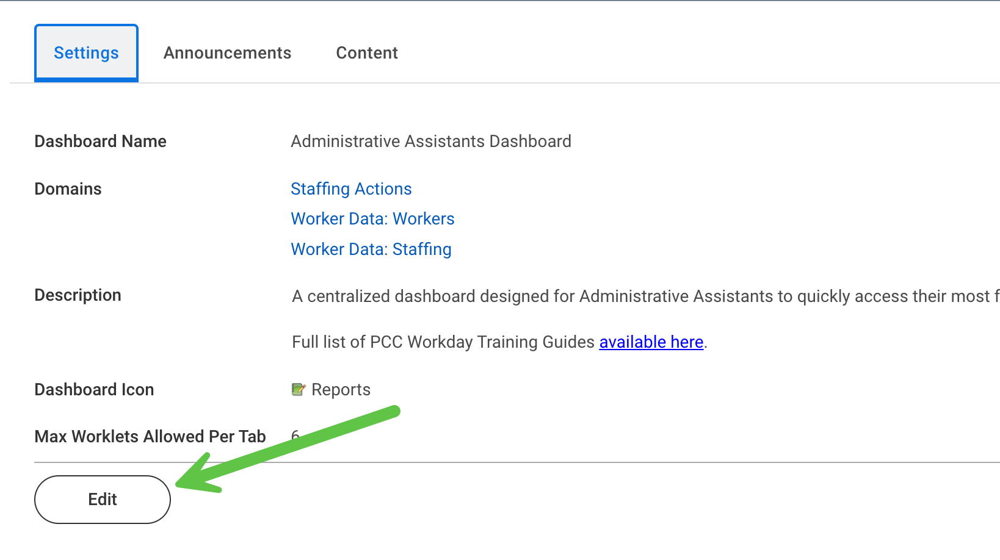 Settings Announcements Content
Dashboard Name Administrative Assistants Dashboard
Domains Staffing Actions
Worker Data: Workers
Worker Data: Staffing
Description A centralized dashboard designed for Administrative Assistants to quickly access their most f
Full list of PCC Workday Training Guides available here.
Dashboard Icon Reports
Max Worklets Allowed Per Tab 6
Edit